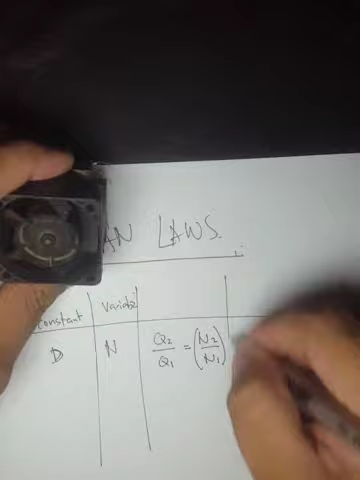 AN LAWS.
constant variable
D N Q₂/Q₁ = (N₂/N₁)